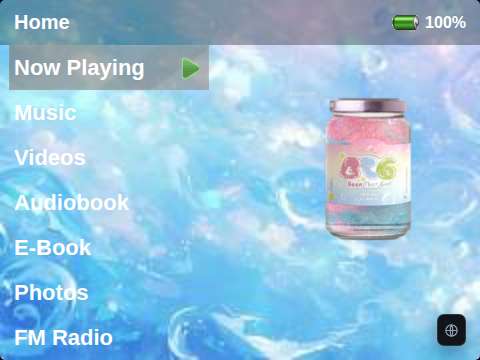 Home
100%
Now Playing
Music
Videos
Audiobook
E-Book
Photos
FM Radio